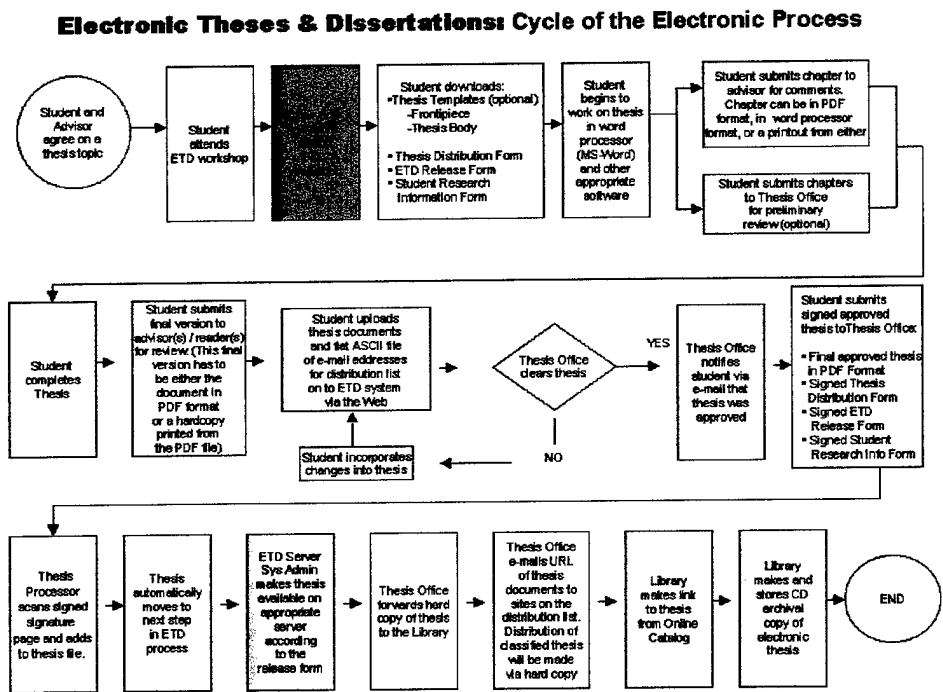 Electronic Theses & Dissertations: Cycle of the Electronic Process
Student and
Advisor
agree on a
thesis topic
Student
attends
ETD workshop
Student downloads:
▪Thesis Templates (optional)
-Frontipiece
-Thesis Body
▪ Thesis Distribution Form
▪ ETD Release Form
▪ Student Research
Information Form
Student
begins to
work on thesis
in word
processor
(MS-Word)
and other
appropriate
software
Student submits chapter to
advisor for comments.
Chapter can be in PDF
format, in word processor
format, or a printout from either
Student submits chapters
to Thesis Office
for preliminary
review (optional)
Student
completes
Thesis
Student submits
final version to
advisor(s) / reader(s)
for review. (This final
version has to
be either the
document in
PDF format
or a hardcopy
printed from
the PDF file)
Student uploads
thesis documents
and flat ASCII file
of e-mail addresses
for distribution list
on to ETD system
via the Web
Student incorporates
changes into thesis
Thesis Office
clears thesis
YES
NO
Thesis Office
notifies
student via
e-mail that
thesis was
approved
Student submits
signed approved
thesis to Thesis Office:
▪ Final approved thesis
in PDF Format
▪ Signed Thesis
Distribution Form
▪ Signed ETD
Release Form
▪ Signed Student
Research Info Form
Thesis
Processor
scans signed
signature
page and adds
to thesis file.
Thesis
automatically
moves to
next step
in ETD
process
ETD Server
Sys Admin
makes thesis
available on
appropriate
server
according
to the
release form
Thesis Office
forwards hard
copy of thesis
to the Library
Thesis Office
e-mails URL
of thesis
documents to
sites on the
distribution list.
Distribution of
classified thesis
will be made
via hard copy
Library
makes link
to thesis
from Online
Catalog
Library
makes and
stores CD
archival
copy of
electronic
thesis
END